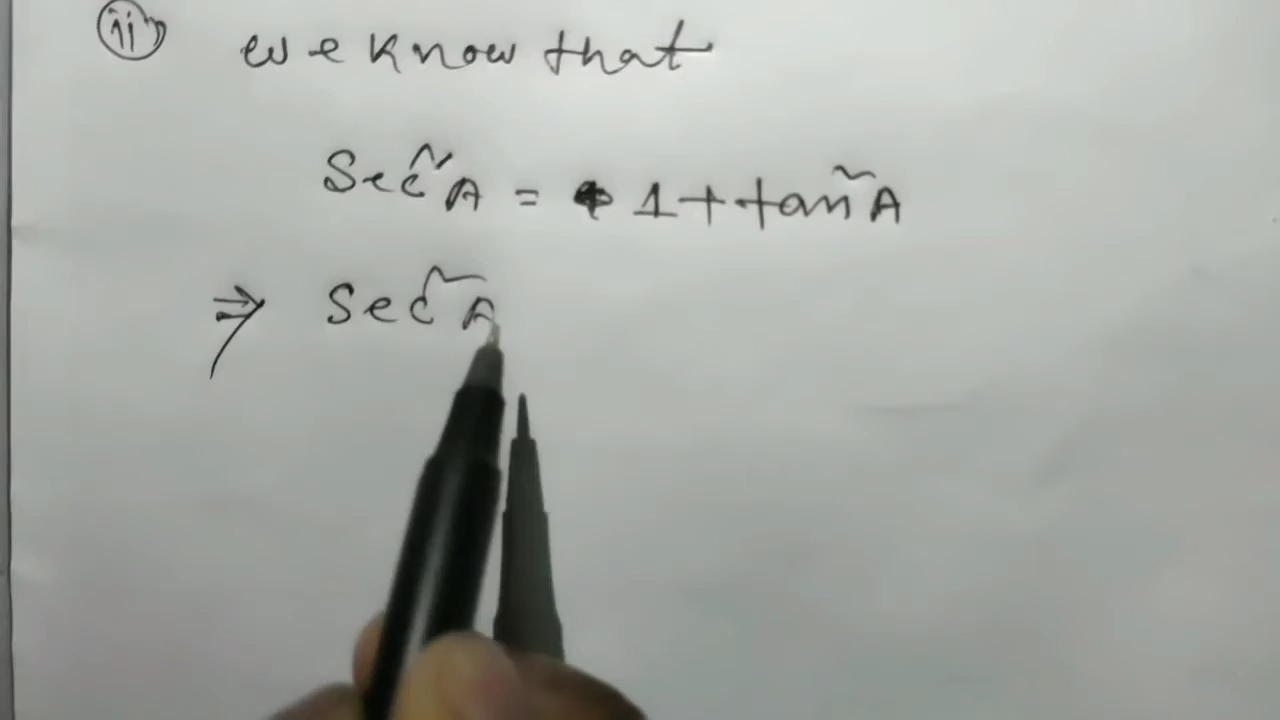 (ii) we know that
Sec²A = 1 + tan²A
⇒ Sec²A